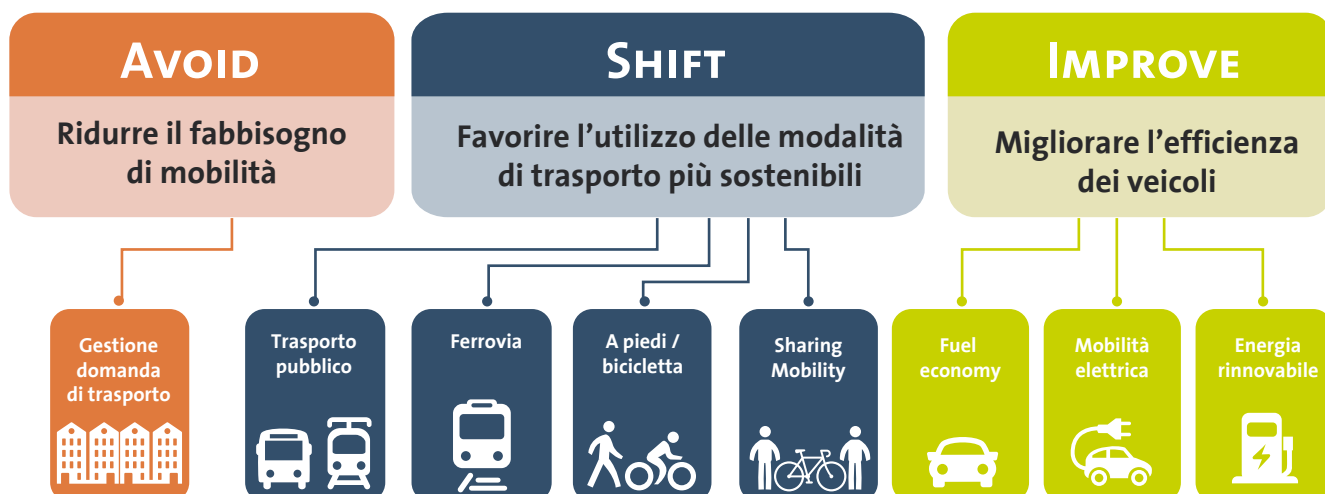 AVOID
Ridurre il fabbisogno
di mobilità
SHIFT
Favorire l'utilizzo delle modalità
di trasporto più sostenibili
IMPROVE
Migliorare l'efficienza
dei veicoli
Gestione
domanda
di trasporto
Trasporto
pubblico
Ferrovia
A piedi /
bicicletta
Sharing
Mobility
Fuel
economy
Mobilità
elettrica
Energia
rinnovabile